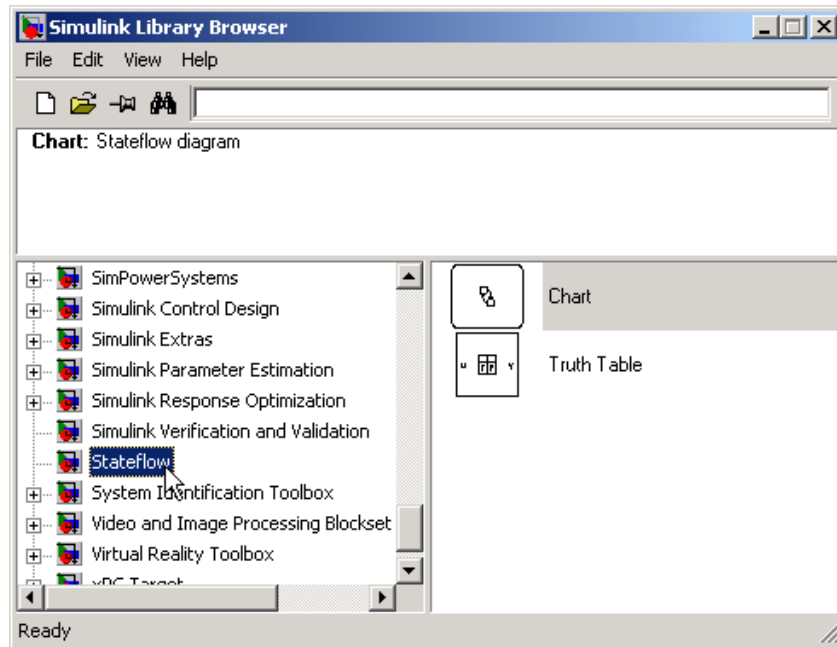 Simulink Library Browser
File Edit View Help
Chart: Stateflow diagram
SimPowerSystems
Simulink Control Design
Simulink Extras
Simulink Parameter Estimation
Simulink Response Optimization
Simulink Verification and Validation
Stateflow
System Identification Toolbox
Video and Image Processing Blockset
Virtual Reality Toolbox
xPC Target
Chart
u T F F Y
Truth Table
Ready